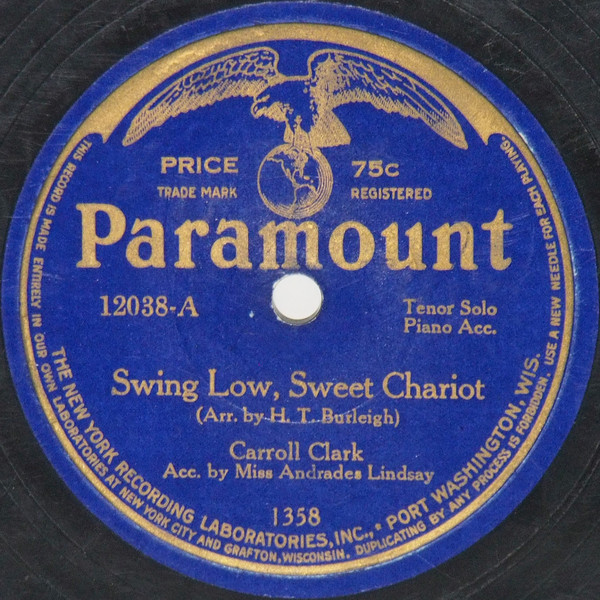 PRICE 75c
TRADE MARK REGISTERED
Paramount
12038-A
Tenor Solo
Piano Acc.
Swing Low, Sweet Chariot
(Arr. by H. T. Burleigh)
Carroll Clark
Acc. by Miss Andrades Lindsay
1358
THE NEW YORK RECORDING LABORATORIES, INC., • PORT WASHINGTON, WIS.
THIS RECORD IS MADE ENTIRELY IN OUR OWN LABORATORIES AT NEW YORK CITY AND GRAFTON, WISCONSIN. DUPLICATING BY ANY PROCESS IS FORBIDDEN. USE A NEW NEEDLE FOR EACH PLAYING.